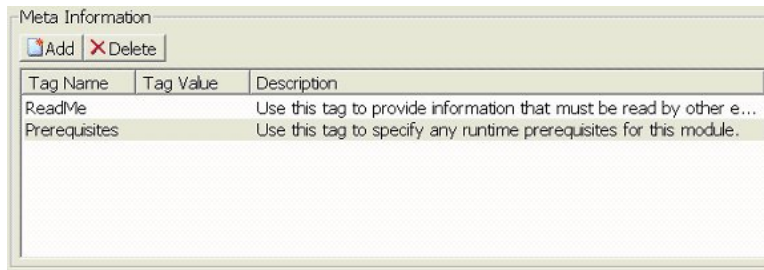 Meta Information
Add Delete
Tag Name Tag Value Description
ReadMe Use this tag to provide information that must be read by other e...
Prerequisites Use this tag to specify any runtime prerequisites for this module.